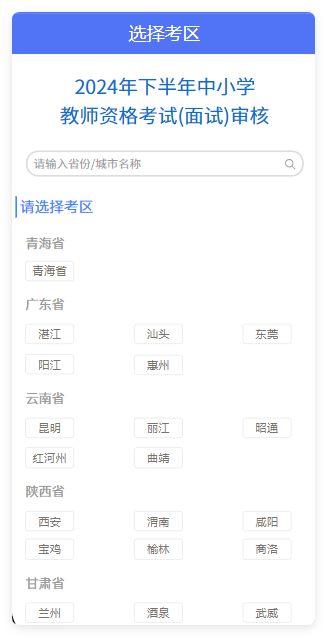 选择考区
2024年下半年中小学
教师资格考试(面试)审核
请输入省份/城市名称
请选择考区
青海省
青海省
广东省
湛江 汕头 东莞
阳江 惠州
云南省
昆明 丽江 昭通
红河州 曲靖
陕西省
西安 渭南 咸阳
宝鸡 榆林 商洛
甘肃省
兰州 酒泉 武威